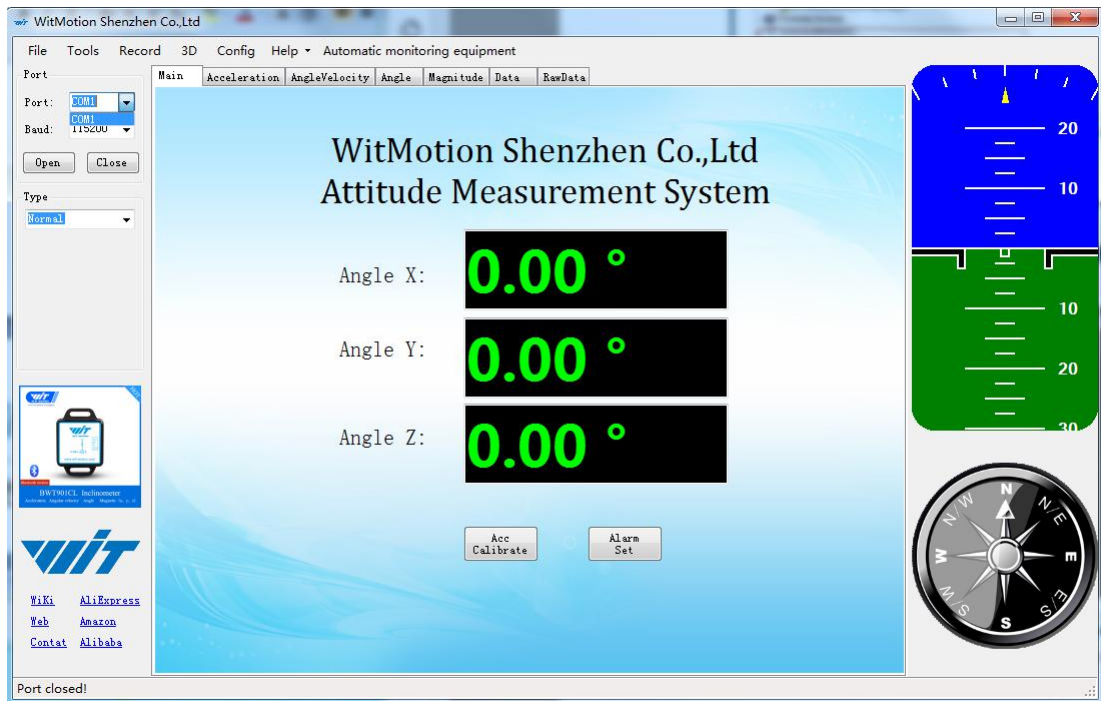 WitMotion Shenzhen Co.,Ltd
File Tools Record 3D Config Help Automatic monitoring equipment
Port
Port: COM1
COM1
Baud: 115200
Open Close
Type
Normal
Main Acceleration AngleVelocity Angle Magnitude Data RawData
WitMotion Shenzhen Co.,Ltd
Attitude Measurement System
Angle X: 0.00 °
Angle Y: 0.00 °
Angle Z: 0.00 °
Acc
Calibrate
Alarm
Set
BWT901CL Inclinometer
WiT
WiKi AliExpress
Web Amazon
Contat Alibaba
20
10
10
20
30
N
N/E
E
E/S
S
W/S
W
N/W
Port closed!